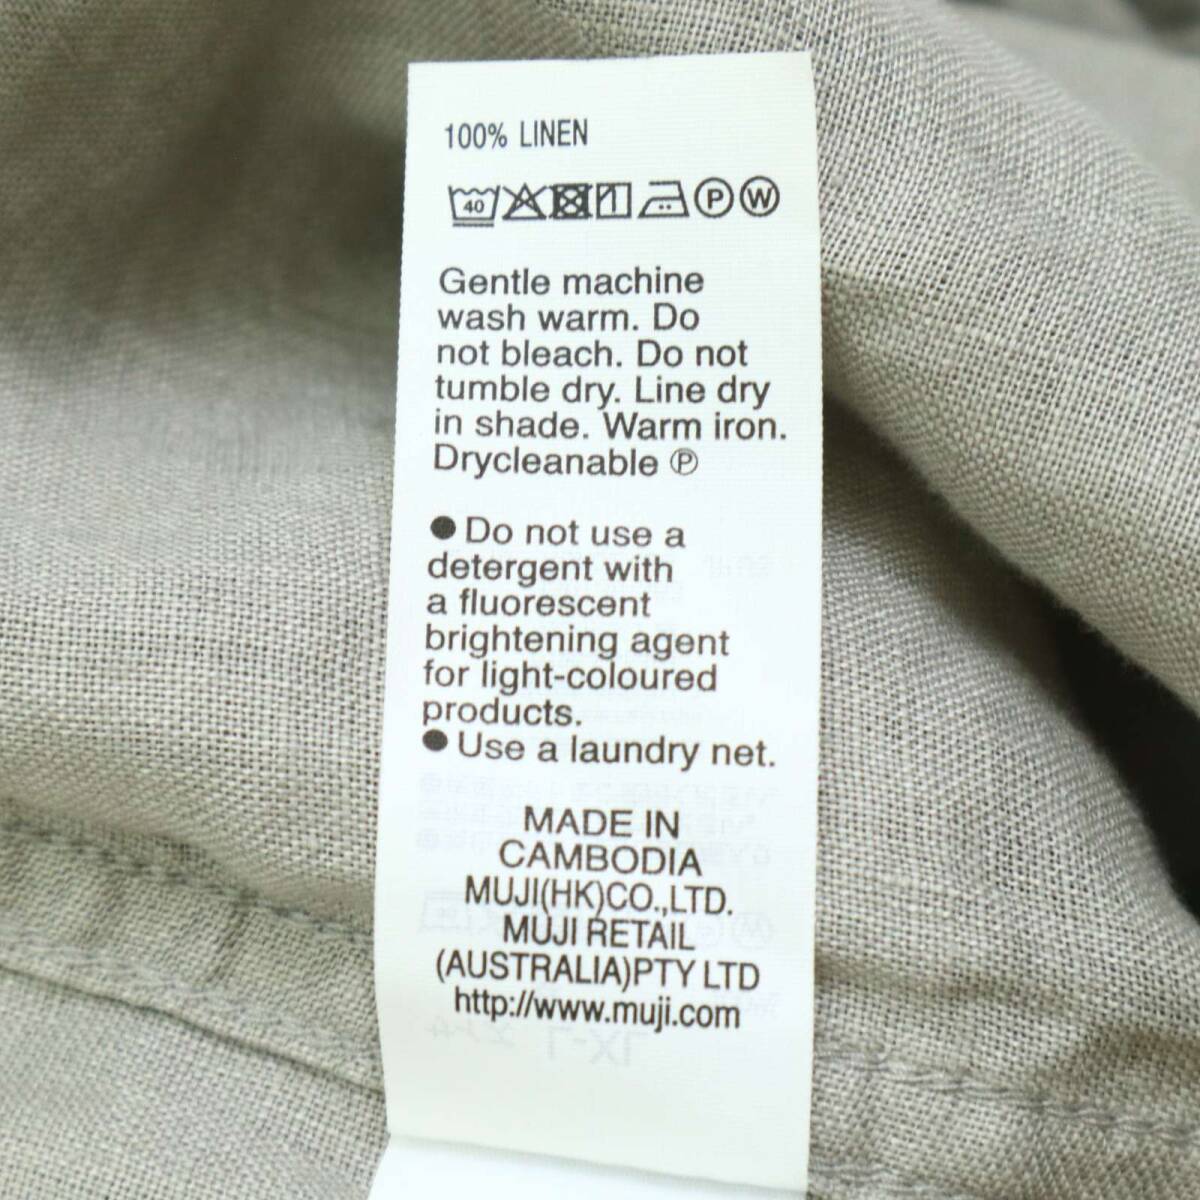 100% LINEN
40 P W
Gentle machine
wash warm. Do
not bleach. Do not
tumble dry. Line dry
in shade. Warm iron.
Drycleanable Ⓟ
● Do not use a
detergent with
a fluorescent
brightening agent
for light-coloured
products.
● Use a laundry net.
MADE IN
CAMBODIA
MUJI(HK)CO.,LTD.
MUJI RETAIL
(AUSTRALIA)PTY LTD
http://www.muji.com